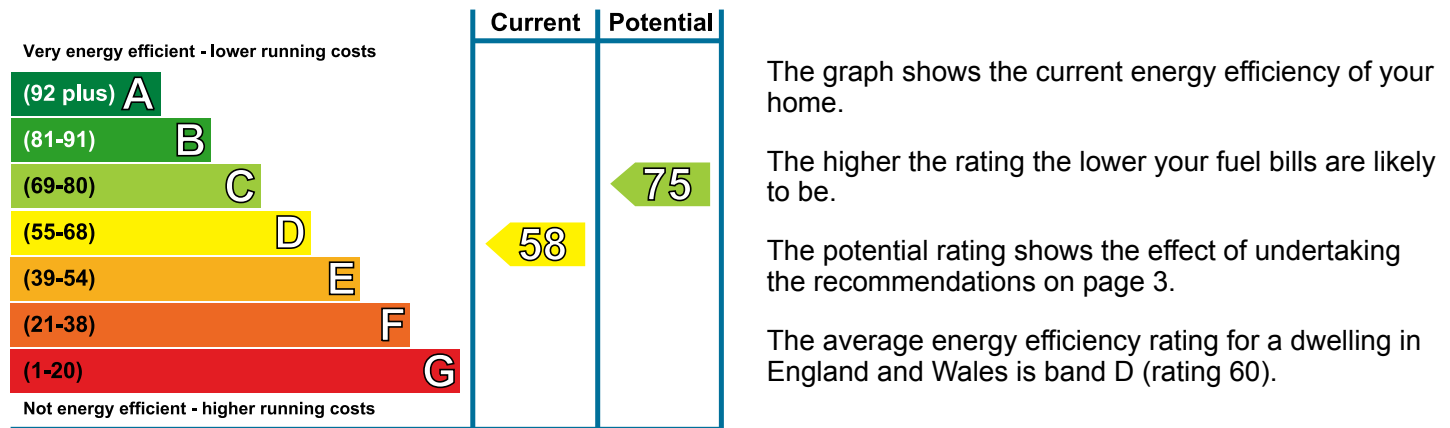 Current Potential
Very energy efficient - lower running costs
(92 plus) A
(81-91) B
(69-80) C
75
(55-68) D
58
(39-54) E
(21-38) F
(1-20) G
Not energy efficient - higher running costs
The graph shows the current energy efficiency of your
home.
The higher the rating the lower your fuel bills are likely
to be.
The potential rating shows the effect of undertaking
the recommendations on page 3.
The average energy efficiency rating for a dwelling in
England and Wales is band D (rating 60).